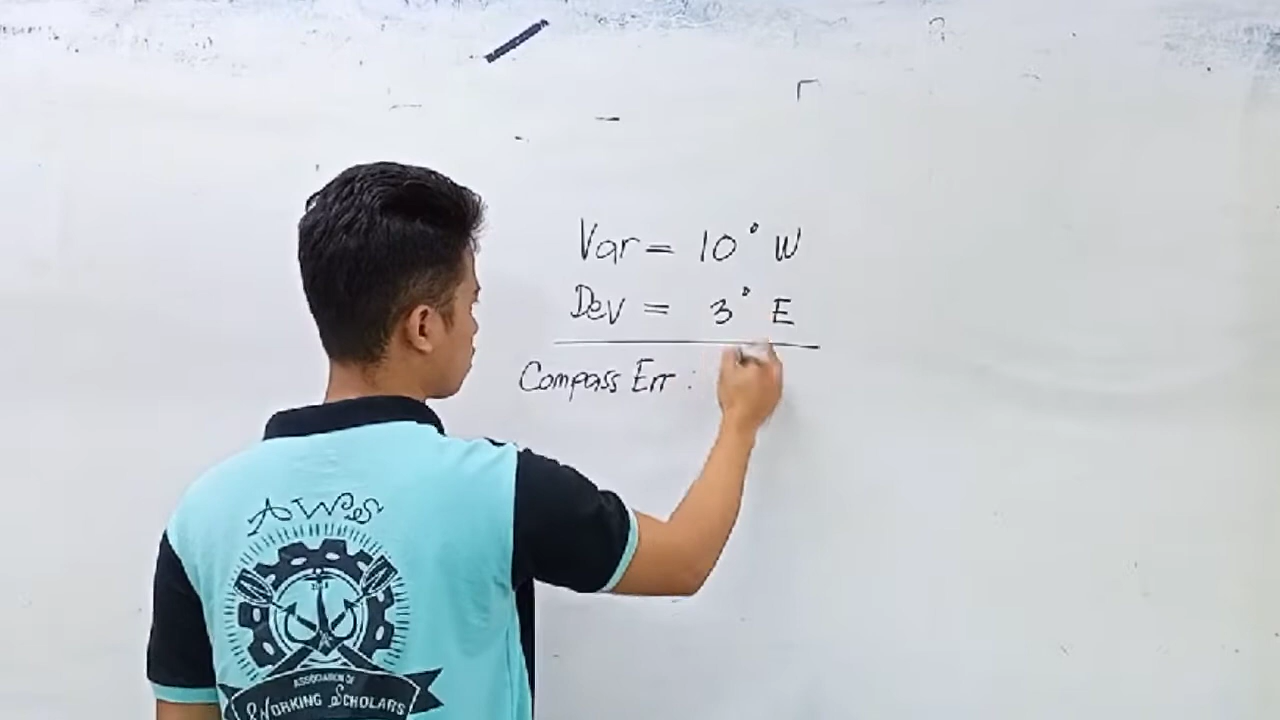 Var = 10° W
Dev = 3° E
Compass Err :
AWS
ASSOCIATION OF
WORKING SCHOLARS